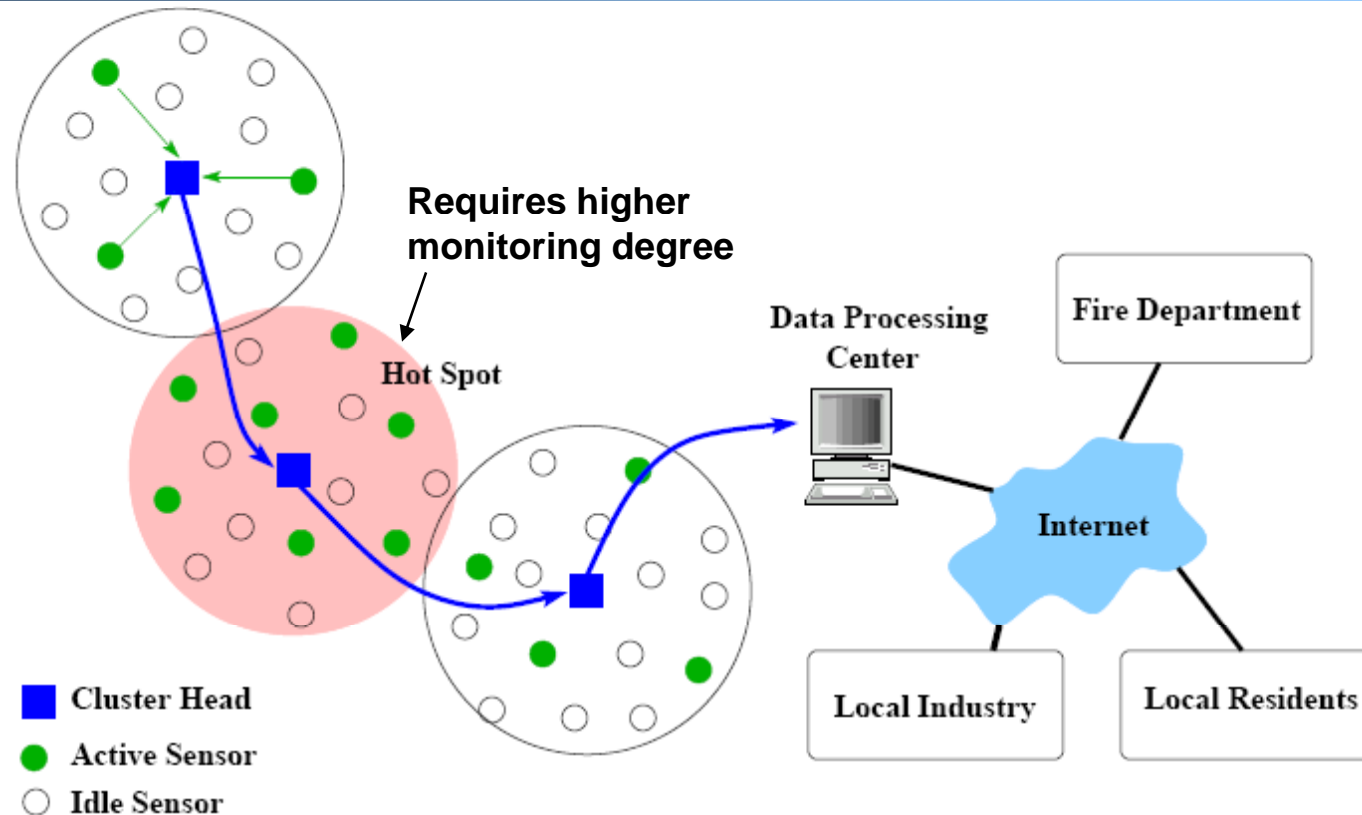 Requires higher
monitoring degree
Hot Spot
Data Processing
Center
Fire Department
Internet
Local Industry
Local Residents
Cluster Head
Active Sensor
Idle Sensor